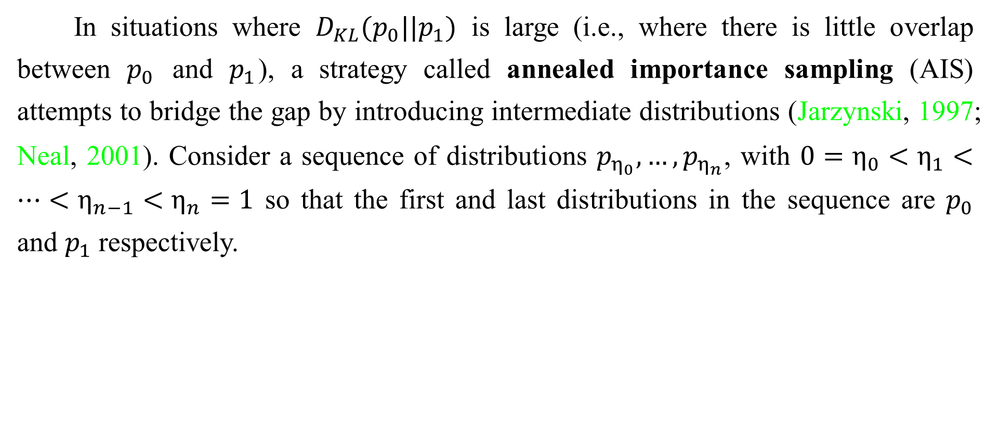 In situations where $D_{KL}(p_0||p_1)$ is large (i.e., where there is little overlap
between $p_0$ and $p_1$), a strategy called annealed importance sampling (AIS)
attempts to bridge the gap by introducing intermediate distributions (Jarzynski, 1997;
Neal, 2001). Consider a sequence of distributions $p_{\eta_0}, \ldots, p_{\eta_n}$, with $0 = \eta_0 < \eta_1 <$
$\cdots < \eta_{n-1} < \eta_n = 1$ so that the first and last distributions in the sequence are $p_0$
and $p_1$ respectively.